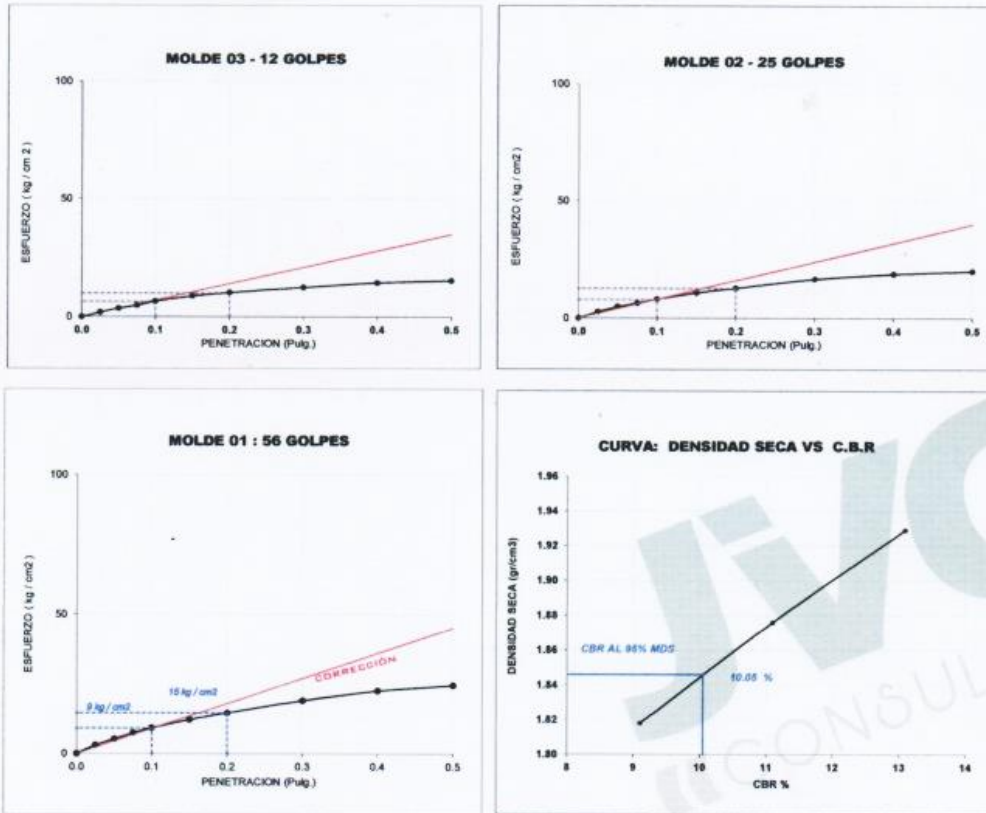 MOLDE 03 - 12 GOLPES
ESFUERZO ( kg / cm 2 )
100
50
0
0.0 0.1 0.2 0.3 0.4 0.5
PENETRACION (Pulg.)
MOLDE 02 - 25 GOLPES
ESFUERZO ( kg / cm2 )
100
50
0
0.0 0.1 0.2 0.3 0.4 0.5
PENETRACION (Pulg.)
MOLDE 01 : 56 GOLPES
ESFUERZO ( kg / cm2 )
100
50
0
CORRECCIÓN
15 kg / cm2
9 kg / cm2
0.0 0.1 0.2 0.3 0.4 0.5
PENETRACION (Pulg.)
CURVA: DENSIDAD SECA VS C.B.R
DENSIDAD SECA (gr/cm3)
1.96
1.94
1.92
1.90
1.88
1.86
1.84
1.82
1.80
CBR AL 95% MDS
10.05 %
8 9 10 11 12 13 14
CBR %
CONSUL